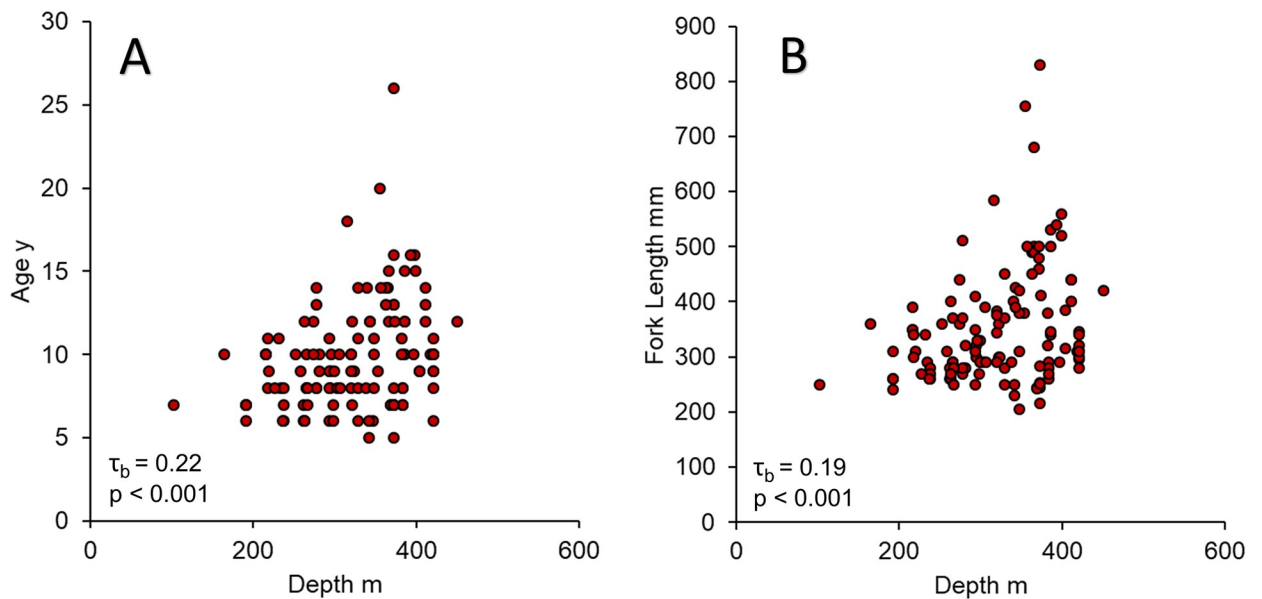 A
30
25
20
15
10
5
0
Age y
τb = 0.22
p < 0.001
0 200 400 600
Depth m
B
900
800
700
600
500
400
300
200
100
0
Fork Length mm
τb = 0.19
p < 0.001
0 200 400 600
Depth m